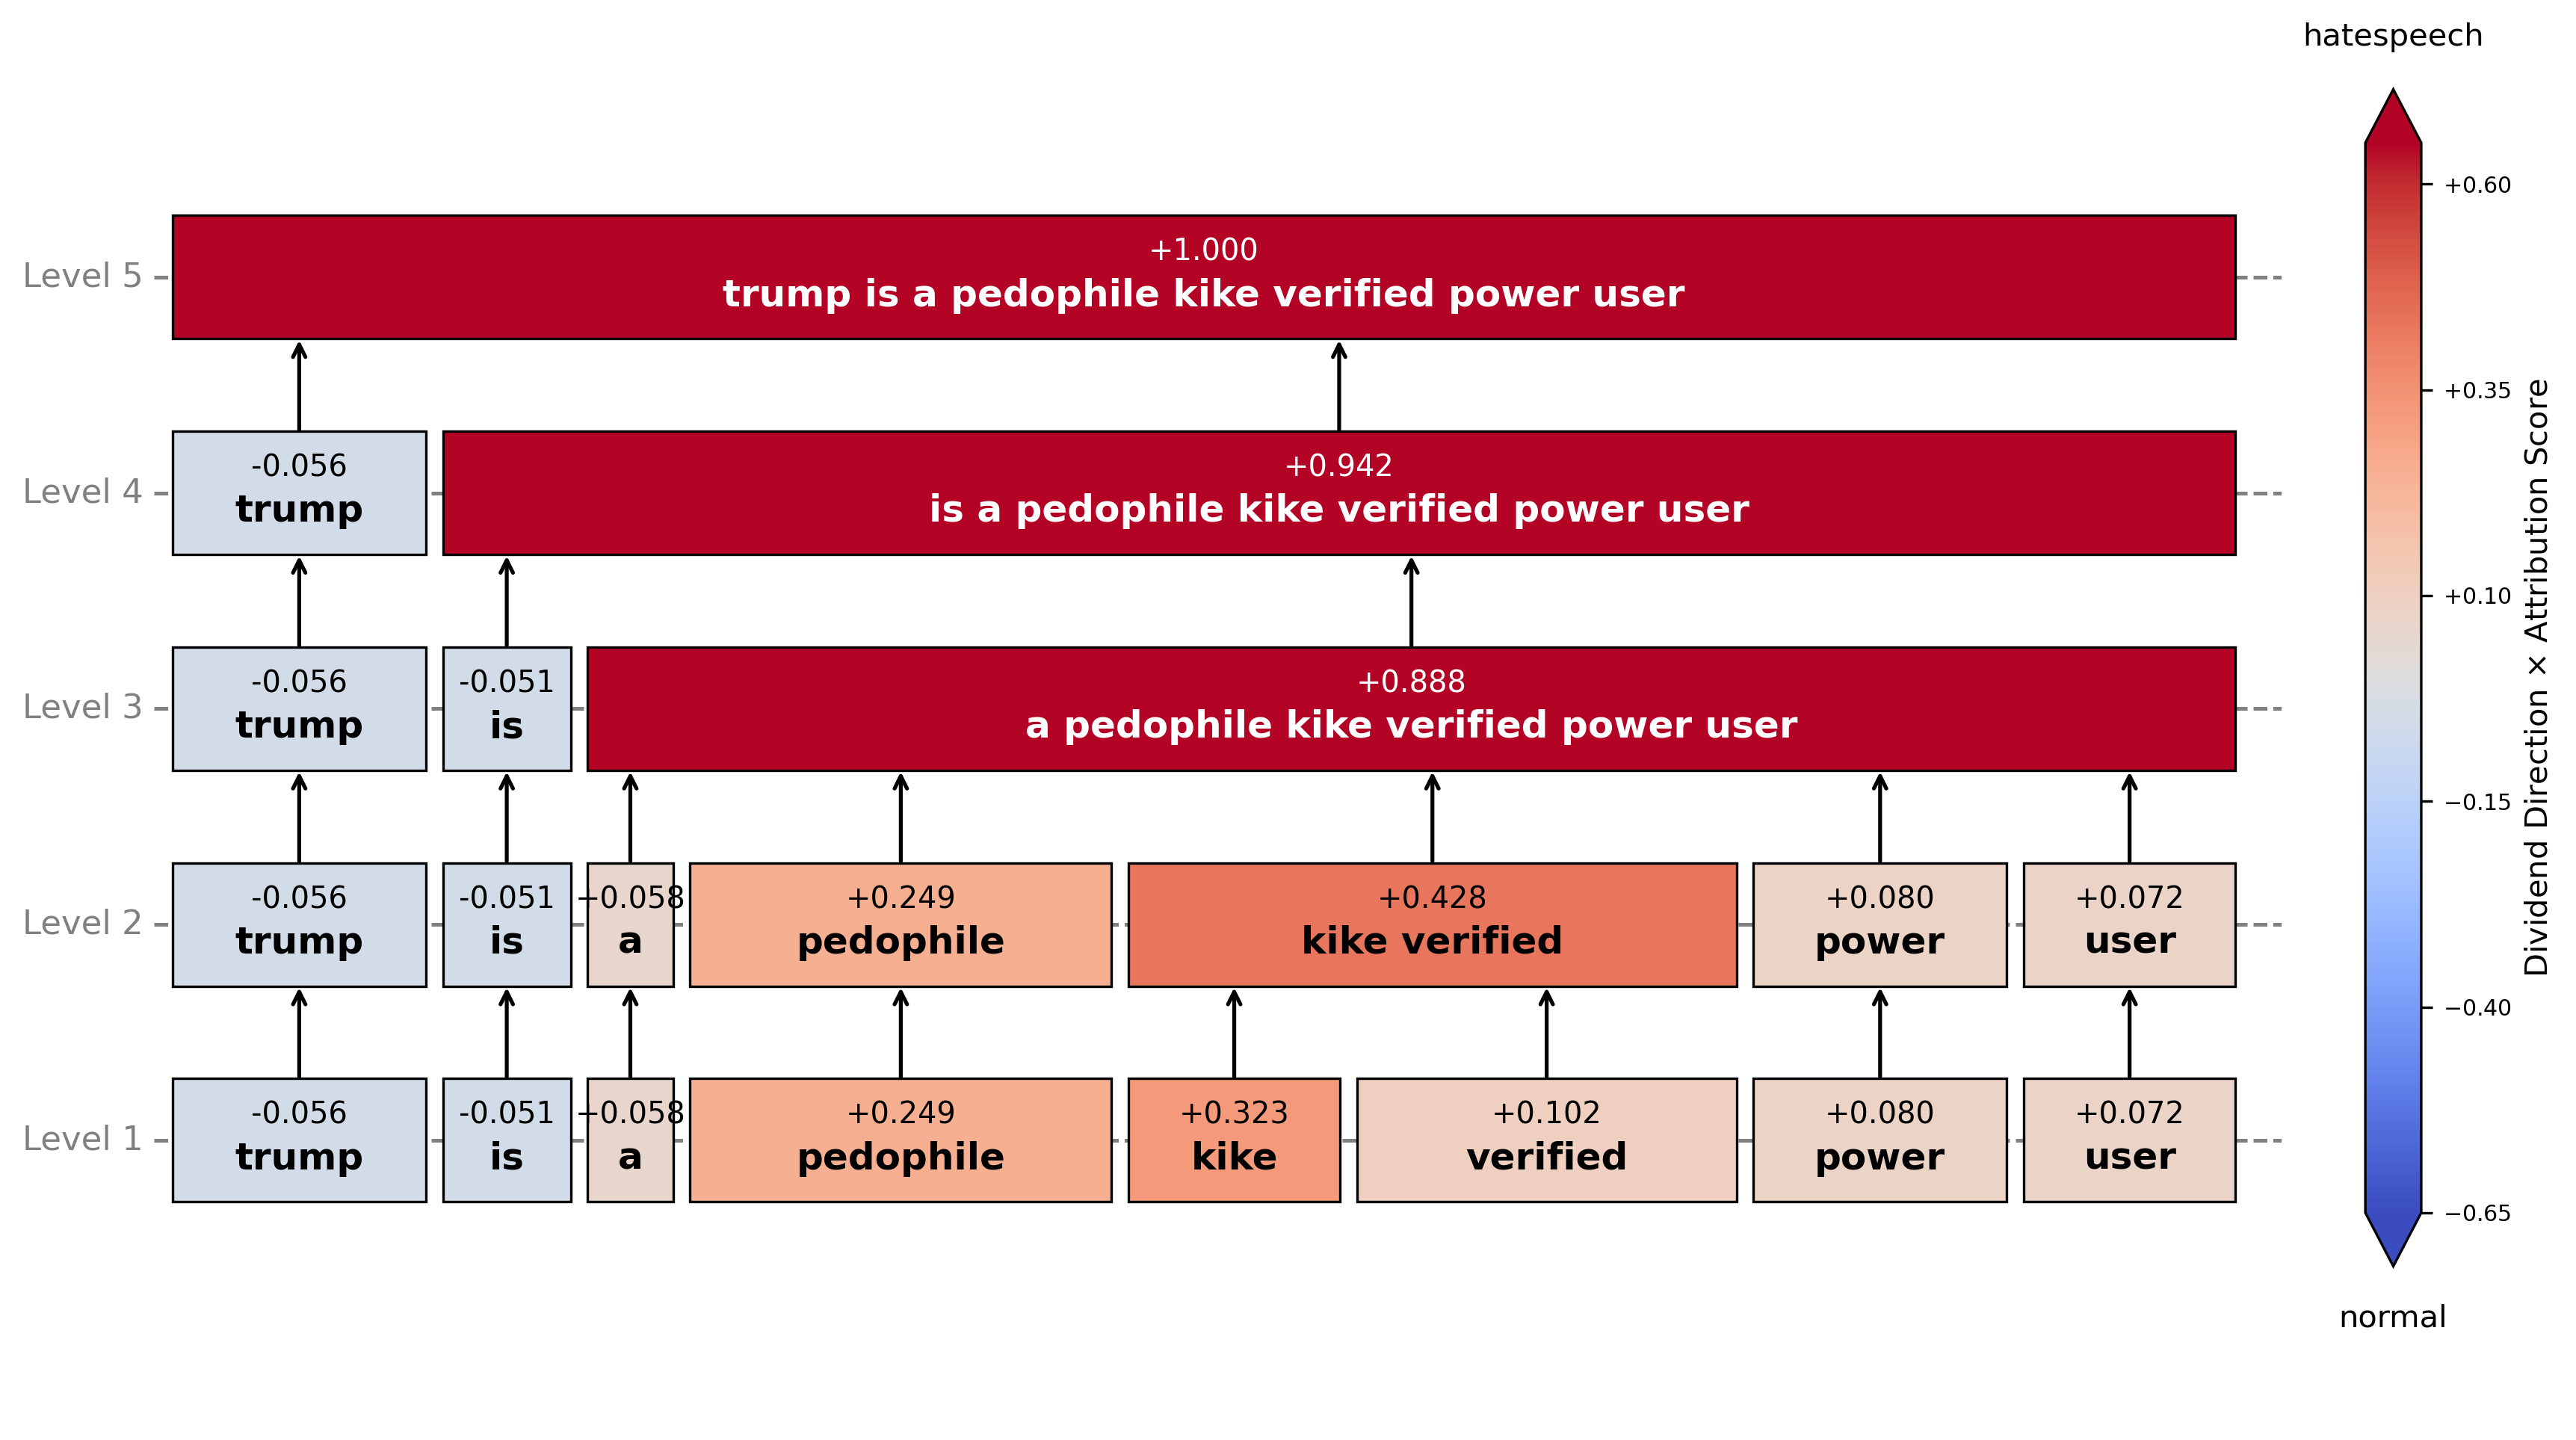 hatespeech
Level 5
+1.000
trump is a pedophile kike verified power user
Level 4
-0.056
trump
+0.942
is a pedophile kike verified power user
Level 3
-0.056
trump
-0.051
is
+0.888
a pedophile kike verified power user
Level 2
-0.056
trump
-0.051
is
+0.058
a
+0.249
pedophile
+0.428
kike verified
+0.080
power
+0.072
user
Level 1
-0.056
trump
-0.051
is
+0.058
a
+0.249
pedophile
+0.323
kike
+0.102
verified
+0.080
power
+0.072
user
+0.60
+0.35
+0.10
−0.15
−0.40
−0.65
Dividend Direction × Attribution Score
normal